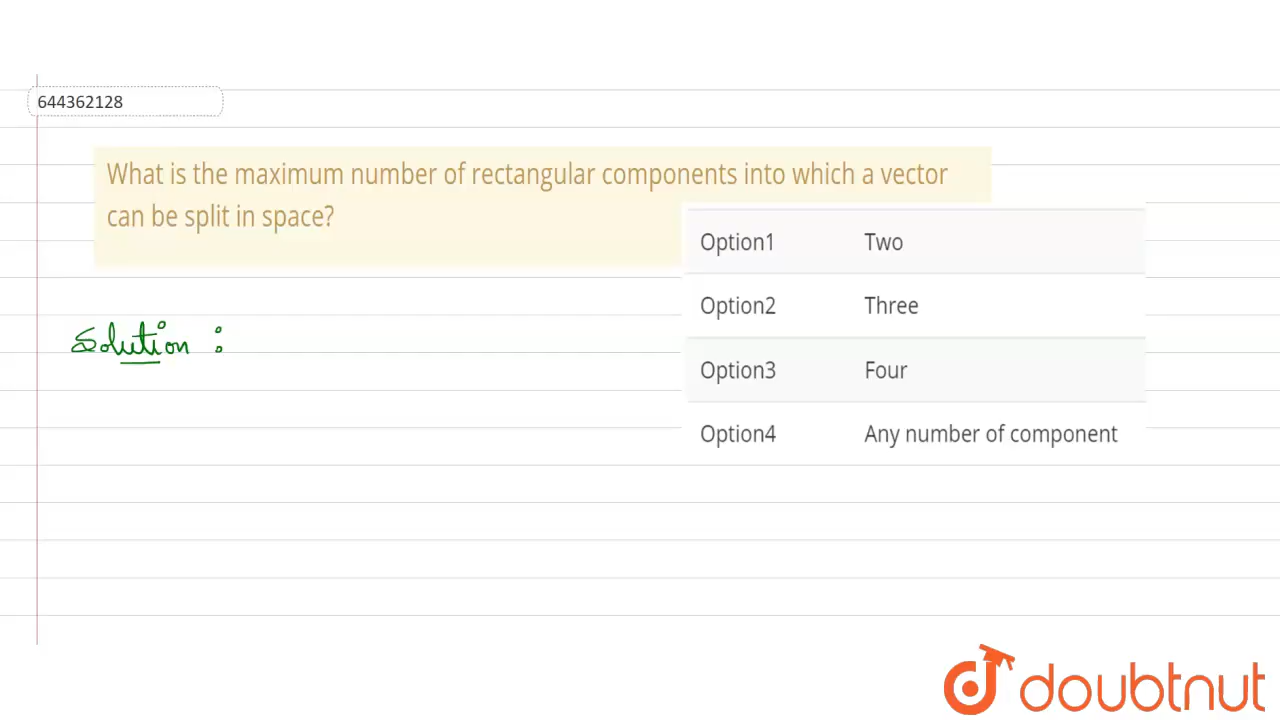 644362128
What is the maximum number of rectangular components into which a vector
can be split in space?
Option1 Two
Option2 Three
Option3 Four
Option4 Any number of component
Solution :
doubtnut